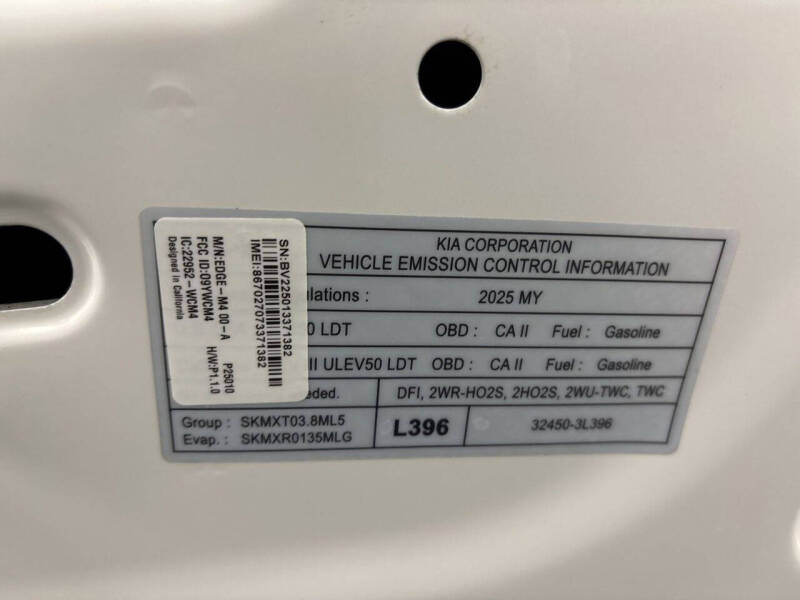 KIA CORPORATION
VEHICLE EMISSION CONTROL INFORMATION
ulations : 2025 MY
0 LDT OBD : CA II Fuel : Gasoline
II ULEV50 LDT OBD : CA II Fuel : Gasoline
eded. DFI, 2WR-HO2S, 2HO2S, 2WU-TWC, TWC
Group : SKMXT03.8ML5
Evap. : SKMXR0135MLG
L396
32450-3L396
SN:BV225013371382
IMEI:867027073371382
P25010
H/W:P1.1.0
M/N:EDGE-M4 00-A
FCC ID:O9YWCM4
IC:22952-WCM4
Designed in California